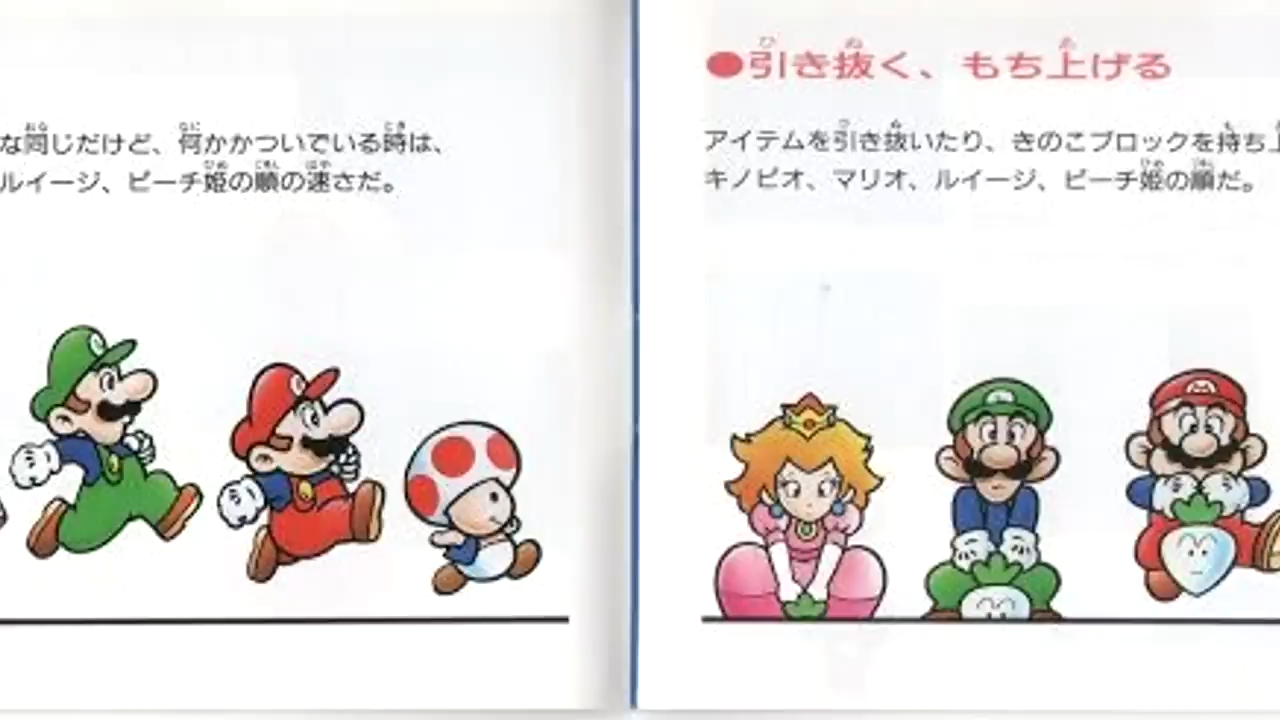 な同じだけど、何かかついでいる時は、
ルイージ、ピーチ姫の順の速さだ。
●引き抜く、もち上げる
アイテムを引き抜いたり、きのこブロックを持ち上
キノピオ、マリオ、ルイージ、ピーチ姫の順だ。